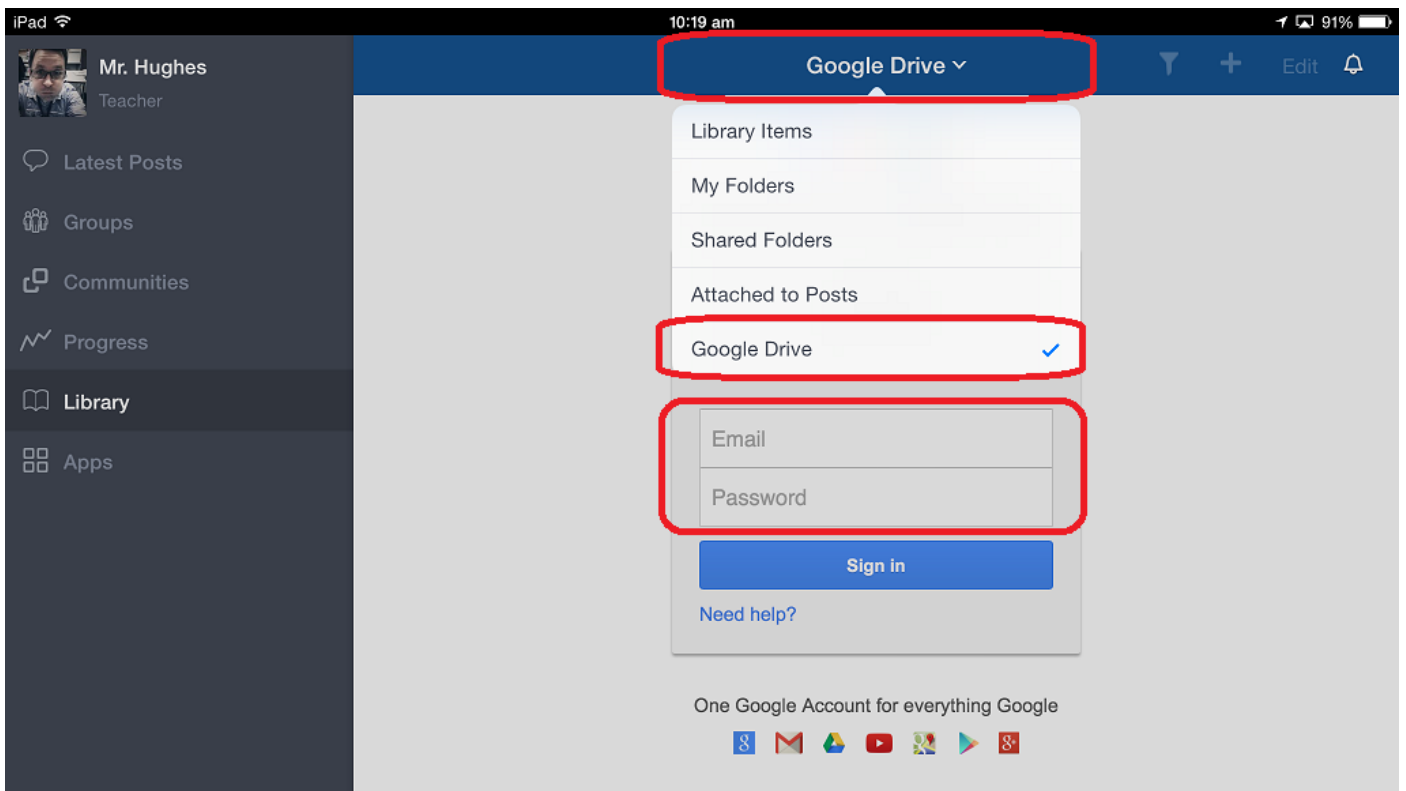 iPad 10:19 am 91%
Mr. Hughes
Teacher
Latest Posts
Groups
Communities
Progress
Library
Apps
Google Drive Edit
Library Items
My Folders
Shared Folders
Attached to Posts
Google Drive
Email
Password
Sign in
Need help?
One Google Account for everything Google